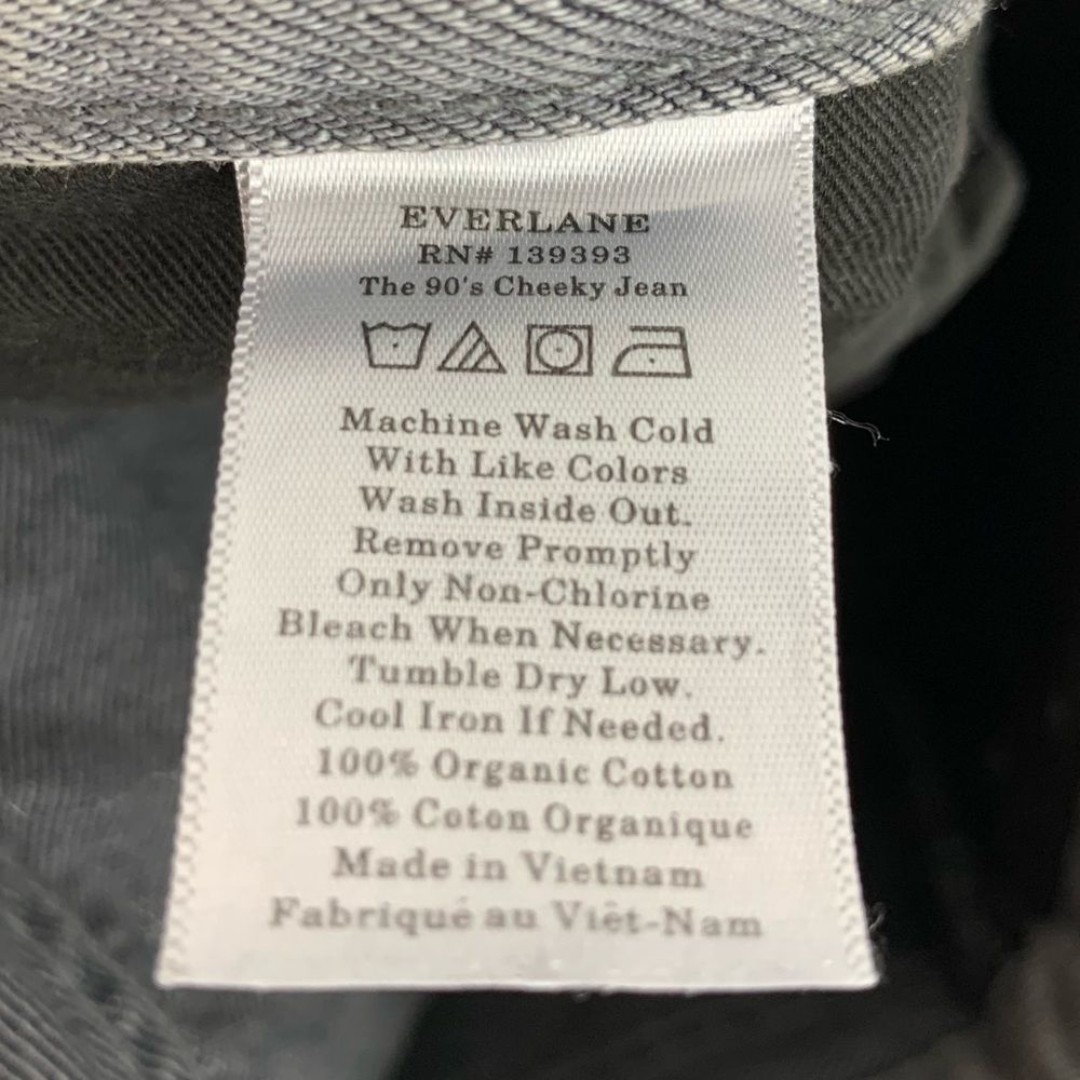 EVERLANE
RN# 139393
The 90's Cheeky Jean
Machine Wash Cold
With Like Colors
Wash Inside Out.
Remove Promptly
Only Non-Chlorine
Bleach When Necessary.
Tumble Dry Low.
Cool Iron If Needed.
100% Organic Cotton
100% Coton Organique
Made in Vietnam
Fabriqué au Viêt-Nam